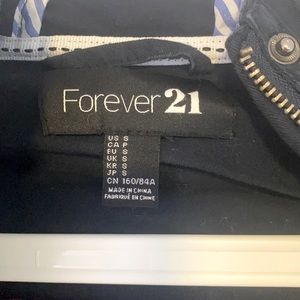 Forever 21
US S
CA P
EU S
UK S
KR S
JP S
CN 160/84A
MADE IN CHINA
FABRIQUÉ EN CHINE